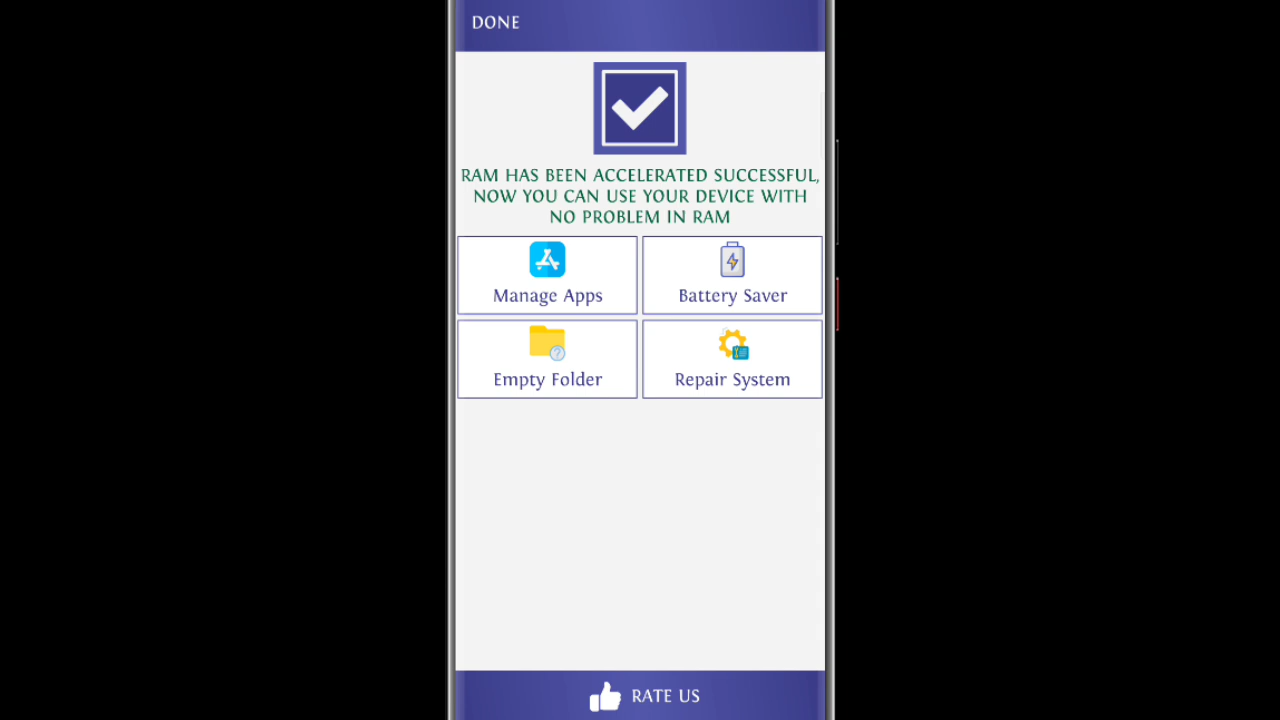 DONE
RAM HAS BEEN ACCELERATED SUCCESSFUL,
NOW YOU CAN USE YOUR DEVICE WITH
NO PROBLEM IN RAM
Manage Apps
Battery Saver
Empty Folder
Repair System
RATE US